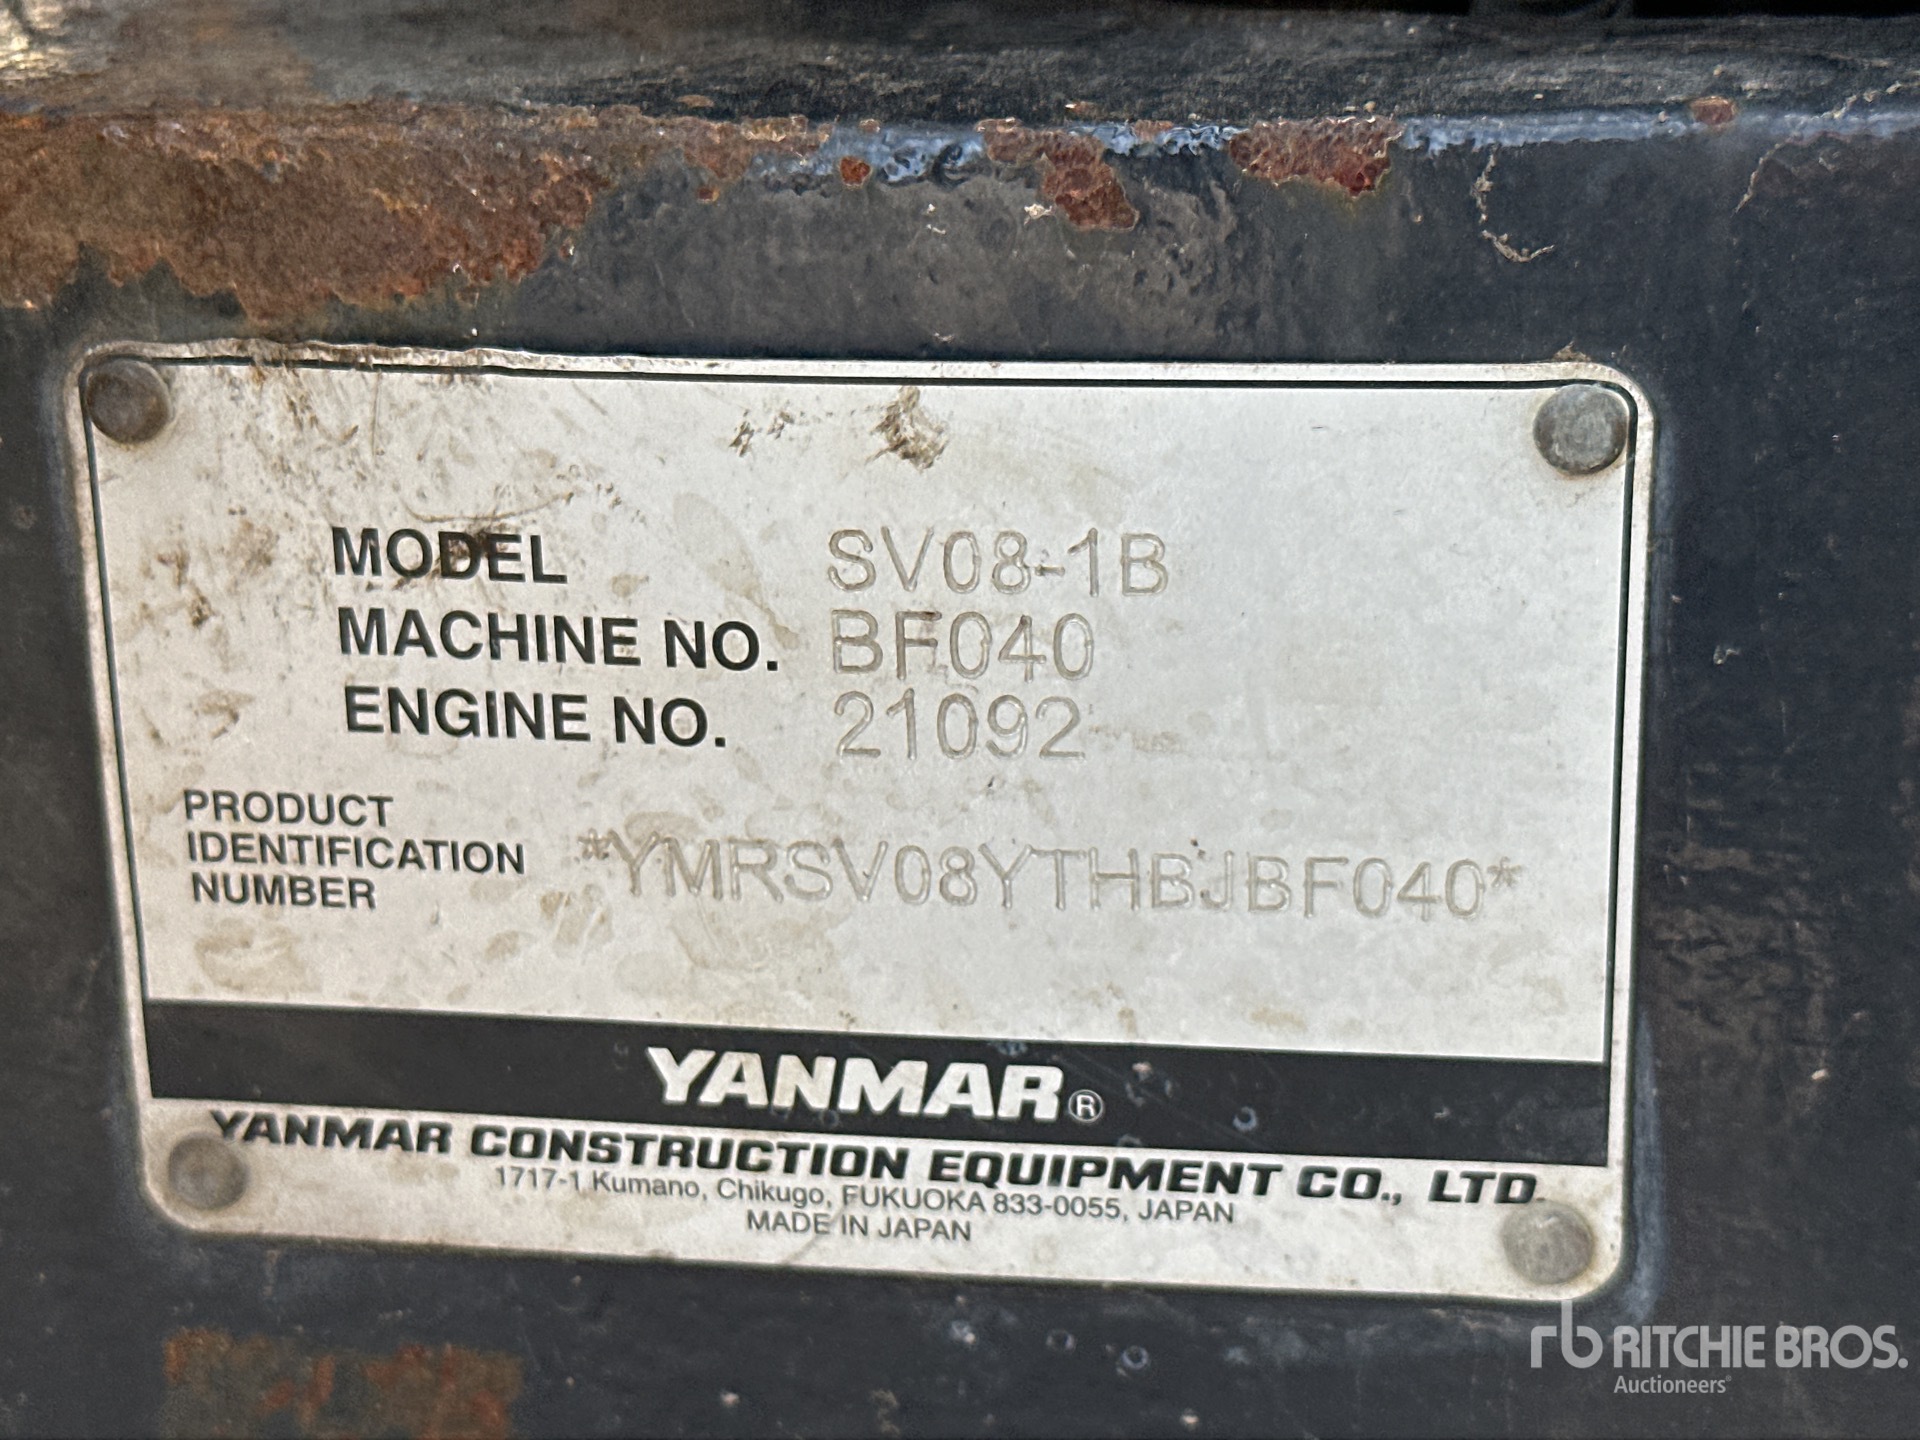 MODEL SV08-1B
MACHINE NO. BF040
ENGINE NO. 21092
PRODUCT
IDENTIFICATION
NUMBER *YMRSV08YTHBJBF040*
YANMAR®
YANMAR CONSTRUCTION EQUIPMENT CO., LTD.
1717-1 Kumano, Chikugo, FUKUOKA 833-0055, JAPAN
MADE IN JAPAN
rb RITCHIE BROS.
Auctioneers